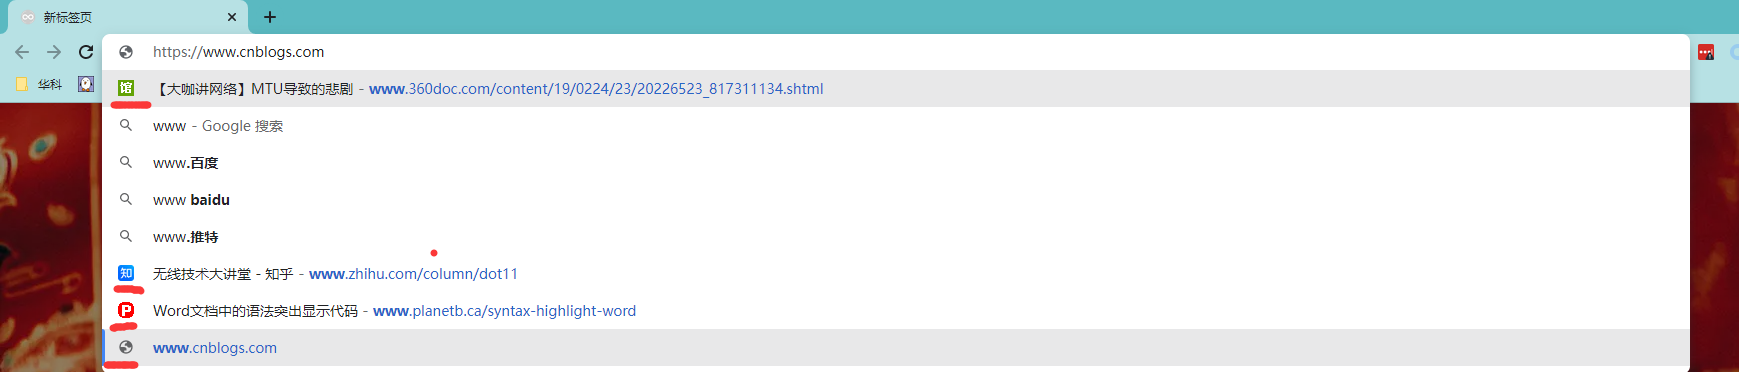 新标签页
https://www.cnblogs.com
华科
馆 【大咖讲网络】MTU导致的悲剧 - www.360doc.com/content/19/0224/23/20226523_817311134.shtml
www - Google 搜索
www.百度
www baidu
www.推特
知 无线技术大讲堂 - 知乎 - www.zhihu.com/column/dot11
P Word文档中的语法突出显示代码 - www.planetb.ca/syntax-highlight-word
www.cnblogs.com